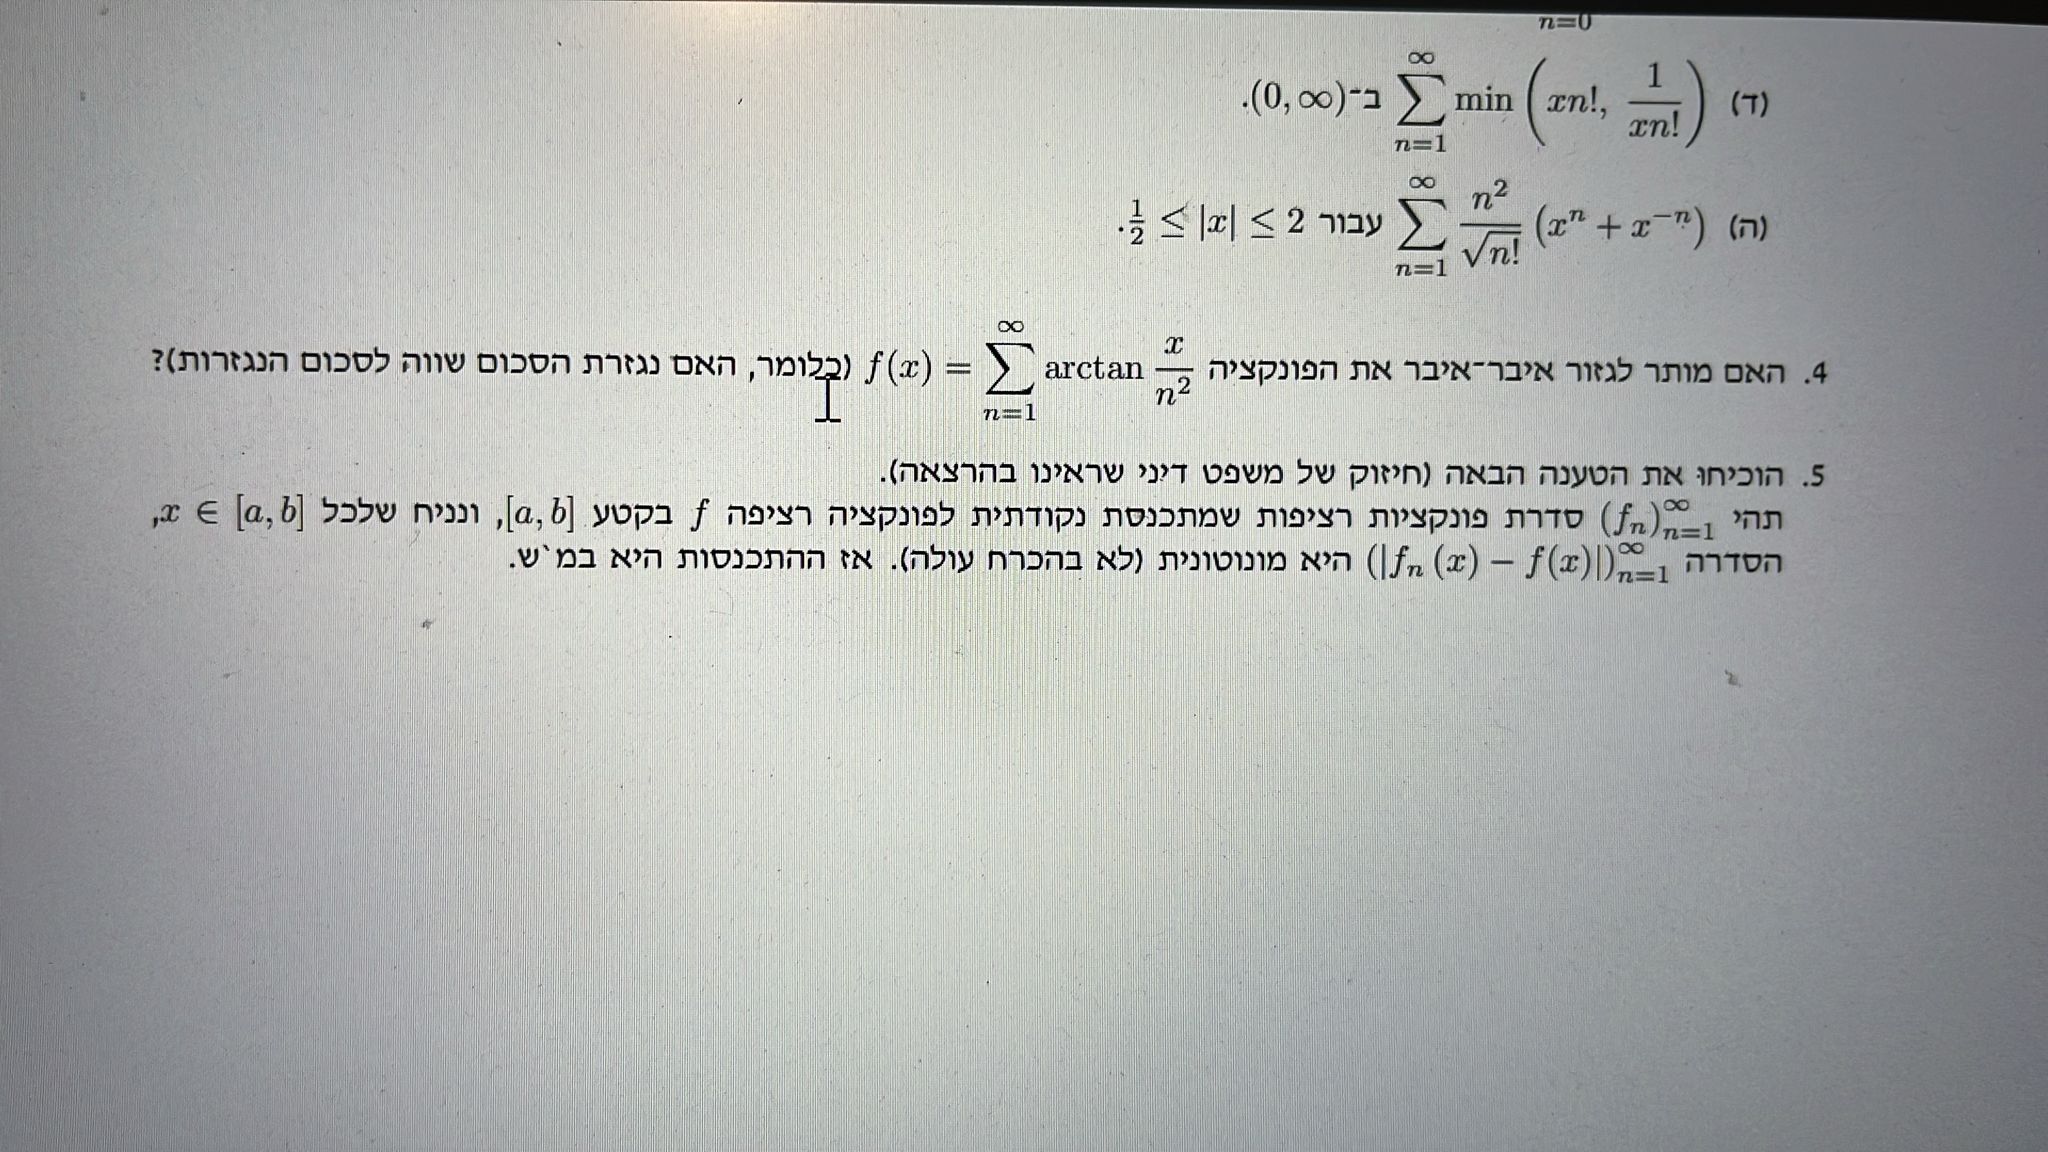 n=0
(ד) $\sum_{n=1}^{\infty} \min\left(xn!, \frac{1}{xn!}\right)$ ב־$(0,\infty)$.
(ה) $\sum_{n=1}^{\infty} \frac{n^2}{\sqrt{n!}}\left(x^n + x^{-n}\right)$ עבור $\frac{1}{2} \leq |x| \leq 2$.
4. האם מותר לגזור איבר־איבר את הפונקציה $f(x) = \sum_{n=1}^{\infty} \arctan \frac{x}{n^2}$ (כלומר, האם נגזרת הסכום שווה לסכום הנגזרות)?
5. הוכיחו את הטענה הבאה (חיזוק של משפט דיני שראינו בהרצאה).
תהי $(f_n)_{n=1}^{\infty}$ סדרת פונקציות רציפות שמתכנסת נקודתית לפונקציה רציפה $f$ בקטע $[a,b]$, ונניח שלכל $x \in [a,b]$,
הסדרה $(|f_n(x) - f(x)|)_{n=1}^{\infty}$ היא מונוטונית (לא בהכרח עולה). אז ההתכנסות היא במ`ש.